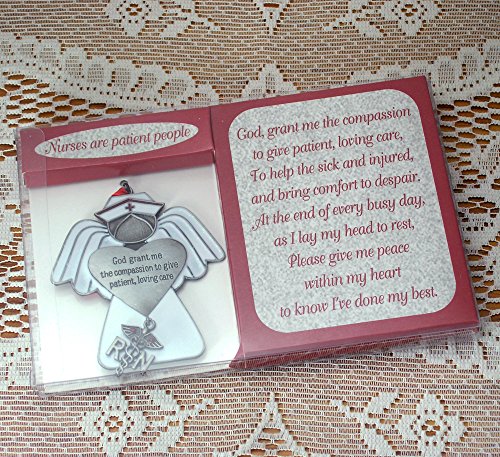 Nurses are patient people
God grant me
the compassion to give
patient, loving care
RN
God, grant me the compassion
to give patient, loving care,
To help the sick and injured,
and bring comfort to despair.
At the end of every busy day,
as I lay my head to rest,
Please give me peace
within my heart
to know I've done my best.